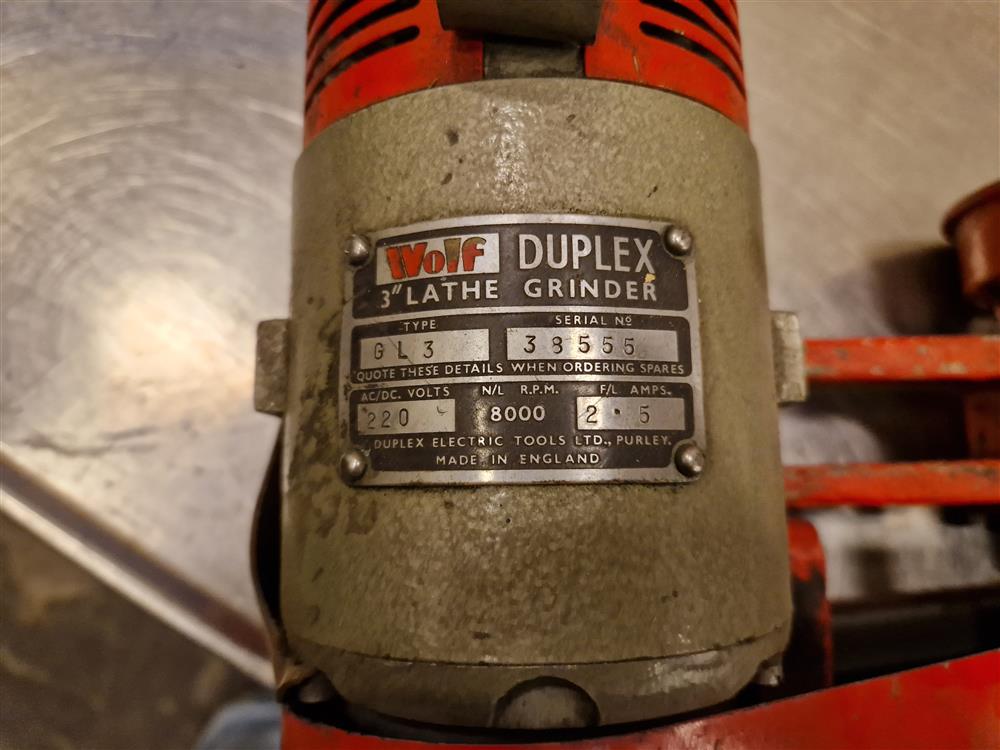 Wolf DUPLEX
3" LATHE GRINDER
TYPE SERIAL Nº
GL3 38555
QUOTE THESE DETAILS WHEN ORDERING SPARES
AC/DC. VOLTS N/L R.P.M. F/L AMPS.
220 8000 2.5
DUPLEX ELECTRIC TOOLS LTD., PURLEY.
MADE IN ENGLAND